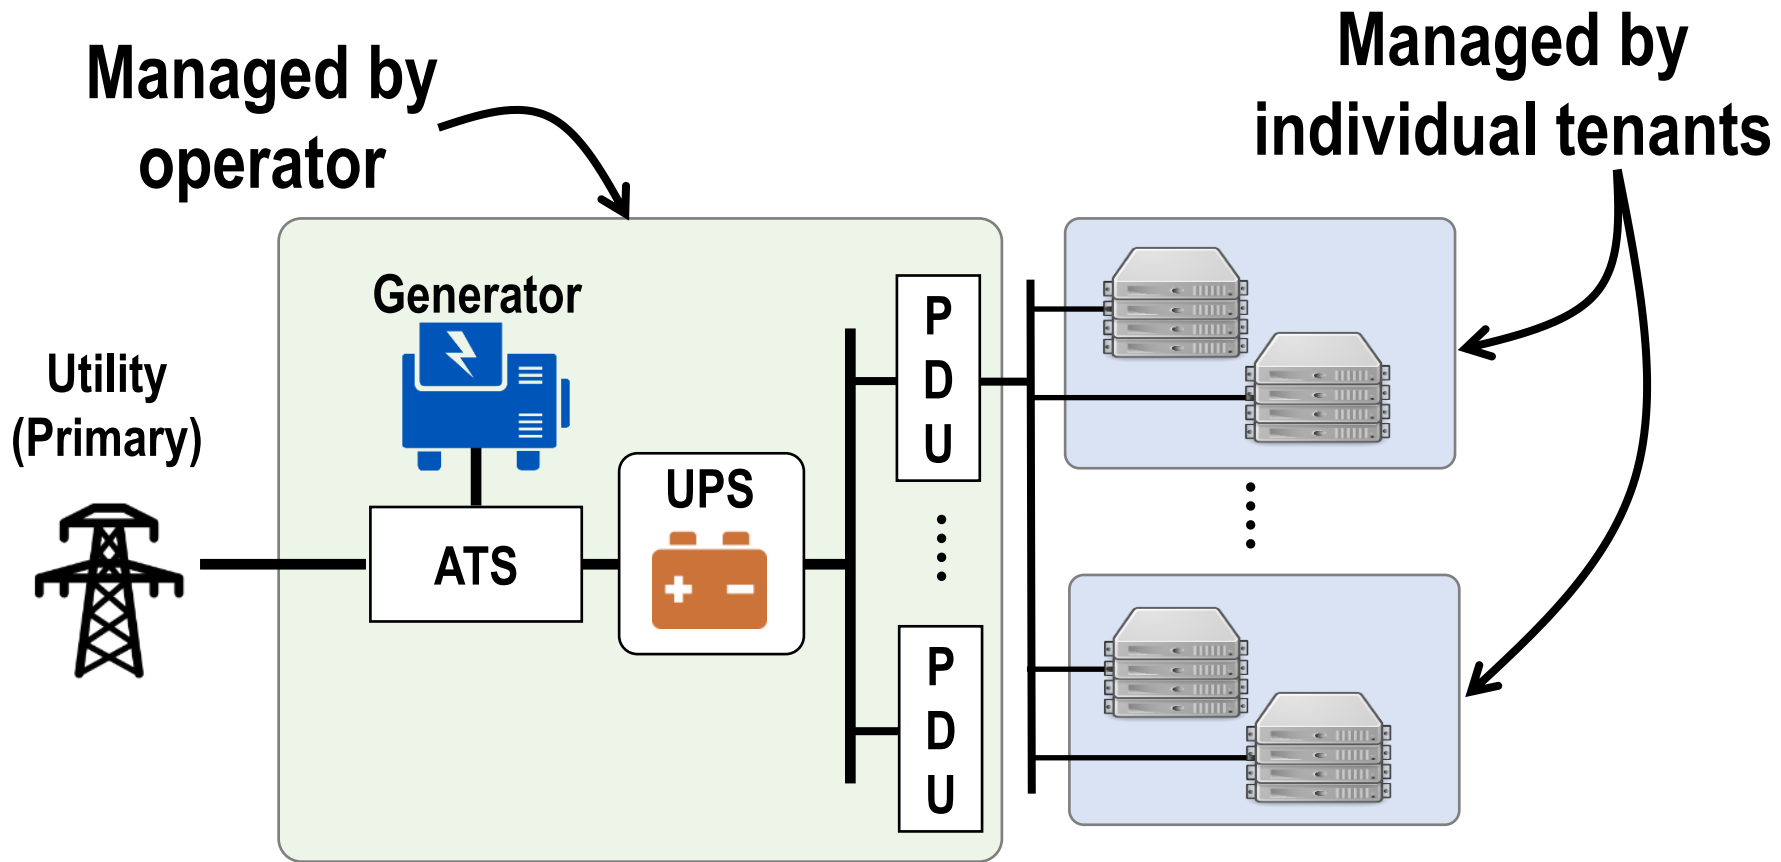 Managed by
operator
Managed by
individual tenants
Generator
Utility
(Primary)
UPS
ATS
P
D
U
P
D
U